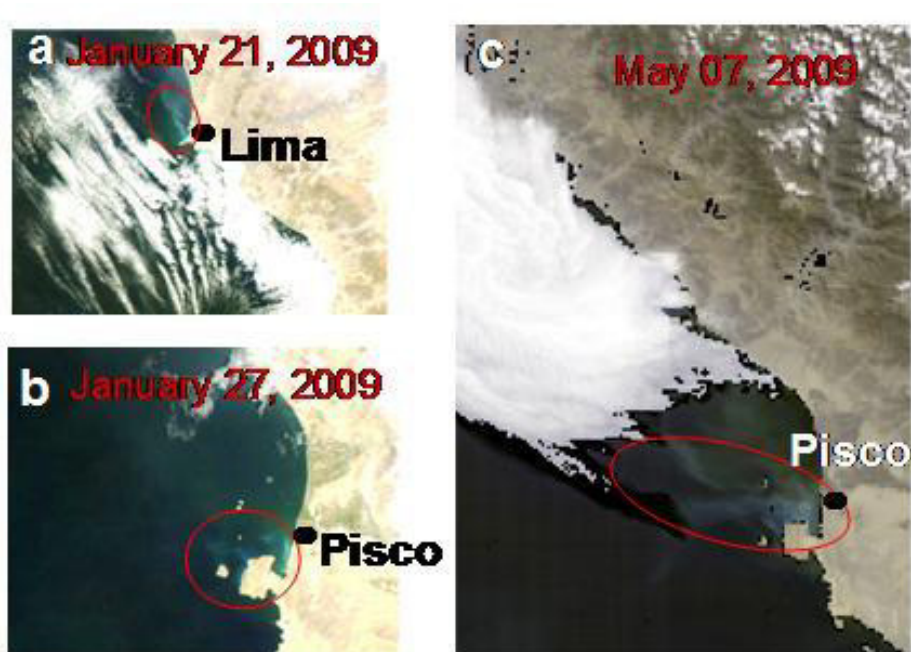 a January 21, 2009
Lima
b January 27, 2009
Pisco
c
May 07, 2009
Pisco